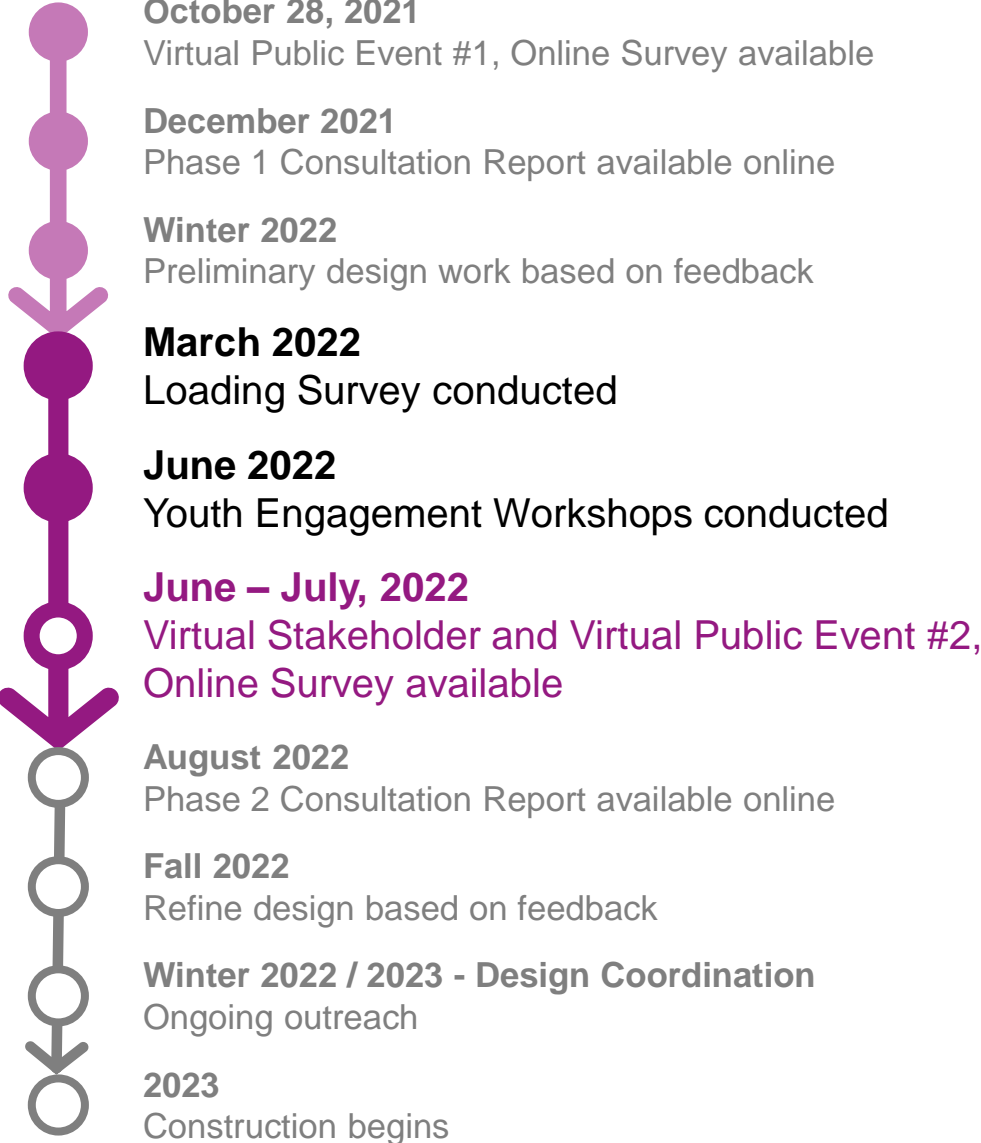 October 28, 2021
Virtual Public Event #1, Online Survey available
December 2021
Phase 1 Consultation Report available online
Winter 2022
Preliminary design work based on feedback
March 2022
Loading Survey conducted
June 2022
Youth Engagement Workshops conducted
June – July, 2022
Virtual Stakeholder and Virtual Public Event #2,
Online Survey available
August 2022
Phase 2 Consultation Report available online
Fall 2022
Refine design based on feedback
Winter 2022 / 2023 - Design Coordination
Ongoing outreach
2023
Construction begins